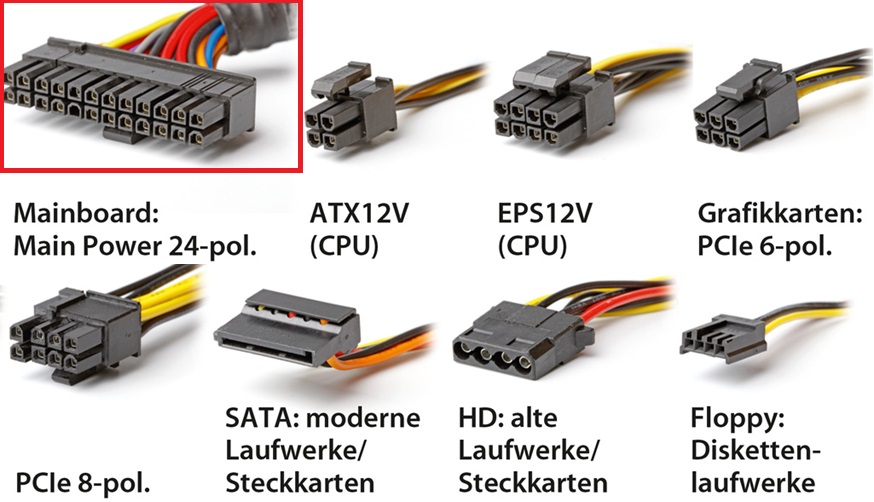 Mainboard:
Main Power 24-pol.
ATX12V
(CPU)
EPS12V
(CPU)
Grafikkarten:
PCIe 6-pol.
PCIe 8-pol.
SATA: moderne
Laufwerke/
Steckkarten
HD: alte
Laufwerke/
Steckkarten
Floppy:
Disketten-
laufwerke